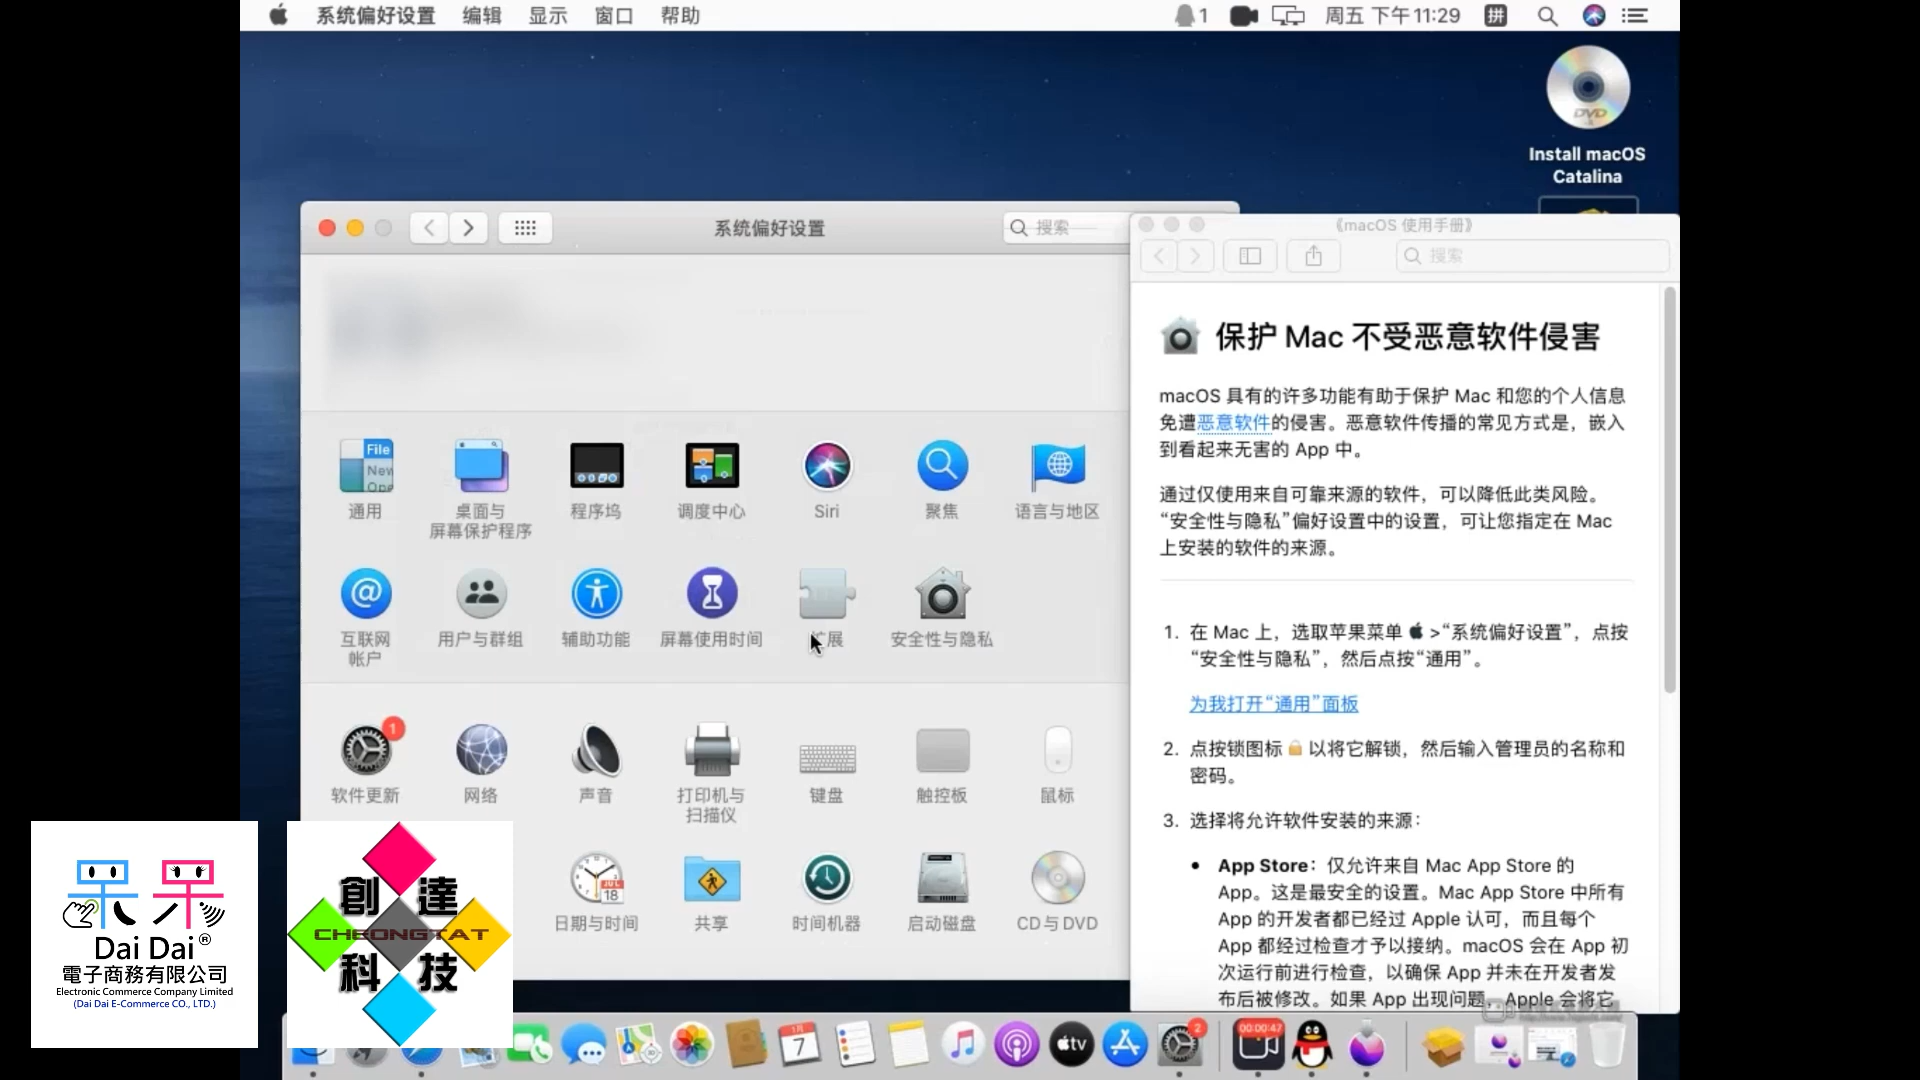 系统偏好设置 编辑 显示 窗口 帮助
1 周五 下午11:29 拼
DVD
Install macOS
Catalina
系统偏好设置
搜索
《macOS 使用手册》
搜索
保护 Mac 不受恶意软件侵害
macOS 具有的许多功能有助于保护 Mac 和您的个人信息
免遭恶意软件的侵害。恶意软件传播的常见方式是，嵌入
到看起来无害的 App 中。
通过仅使用来自可靠来源的软件，可以降低此类风险。
“安全性与隐私”偏好设置中的设置，可让您指定在 Mac
上安装的软件的来源。
1. 在 Mac 上，选取苹果菜单 >“系统偏好设置”，点按
“安全性与隐私”，然后点按“通用”。
为我打开“通用”面板
2. 点按锁图标 以将它解锁，然后输入管理员的名称和
密码。
3. 选择将允许软件安装的来源：
• App Store：仅允许来自 Mac App Store 的
App。这是最安全的设置。Mac App Store 中所有
App 的开发者都已经过 Apple 认可，而且每个
App 都经过检查才予以接纳。macOS 会在 App 初
次运行前进行检查，以确保 App 并未在开发者发
布后被修改。如果 App 出现问题，Apple 会将它
File
New
Ope
通用
桌面与
屏幕保护程序
程序坞
调度中心
Siri
聚焦
语言与地区
@
互联网
帐户
用户与群组
辅助功能
屏幕使用时间
扩展
安全性与隐私
1
软件更新
网络
声音
打印机与
扫描仪
键盘
触控板
鼠标
JUL
18
日期与时间
共享
时间机器
启动磁盘
CD与DVD
Dai Dai®
電子商務有限公司
Electronic Commerce Company Limited
(Dai Dai E-Commerce CO., LTD.)
創達
CHEONGTAT
科技
1月
7
tv
2
00:00:47